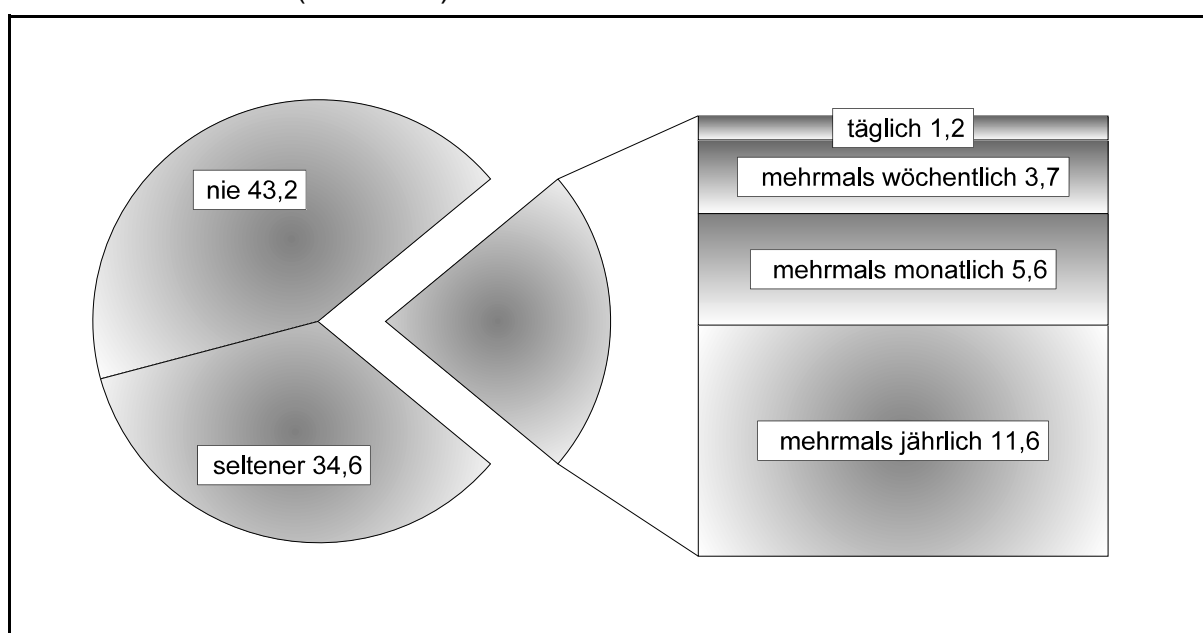 nie 43,2
seltener 34,6
täglich 1,2
mehrmals wöchentlich 3,7
mehrmals monatlich 5,6
mehrmals jährlich 11,6